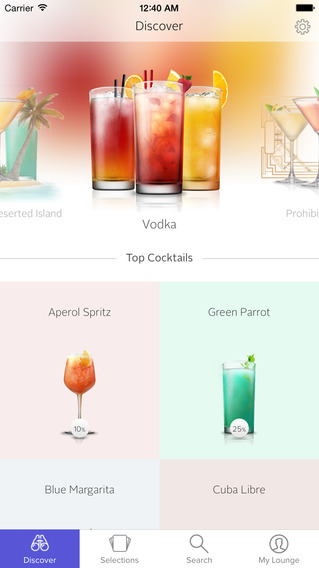 Carrier 12:40 AM
Discover
eserted Island
Vodka
Prohibi
Top Cocktails
Aperol Spritz
Green Parrot
10%
25%
Blue Margarita
Cuba Libre
Discover
Selections
Search
My Lounge